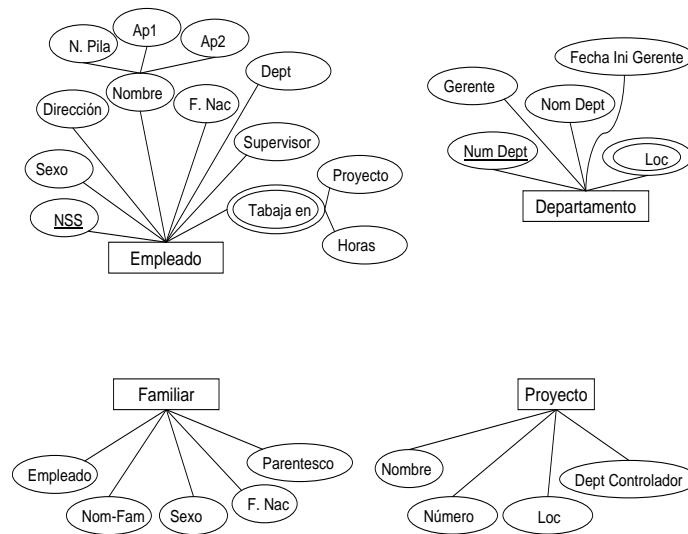 N. Pila
Ap1
Ap2
Nombre
Dirección
F. Nac
Dept
Sexo
Supervisor
NSS
Tabaja en
Proyecto
Horas
Empleado
Fecha Ini Gerente
Gerente
Nom Dept
Num Dept
Loc
Departamento
Familiar
Empleado
Nom-Fam
Sexo
F. Nac
Parentesco
Proyecto
Nombre
Número
Loc
Dept Controlador